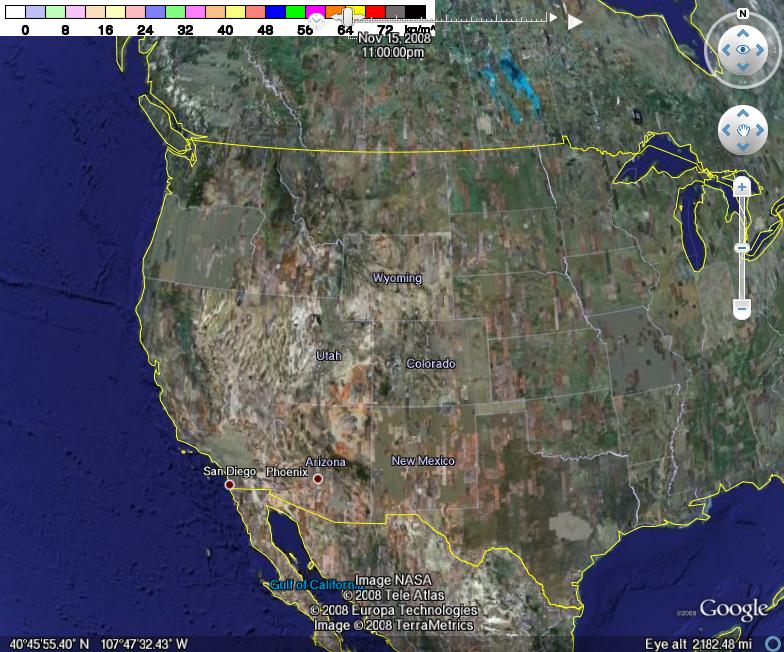 0 8 16 24 32 40 48 56 64 72 kg/m²
Nov 15, 2008
11:00:00pm
N
Wyoming
Utah
Colorado
Arizona
New Mexico
San Diego
Phoenix
Gulf of California
Image NASA
© 2008 Tele Atlas
© 2008 Europa Technologies
Image © 2008 TerraMetrics
©2008 Google
40°45'55.40" N 107°47'32.43" W
Eye alt 2182.48 mi